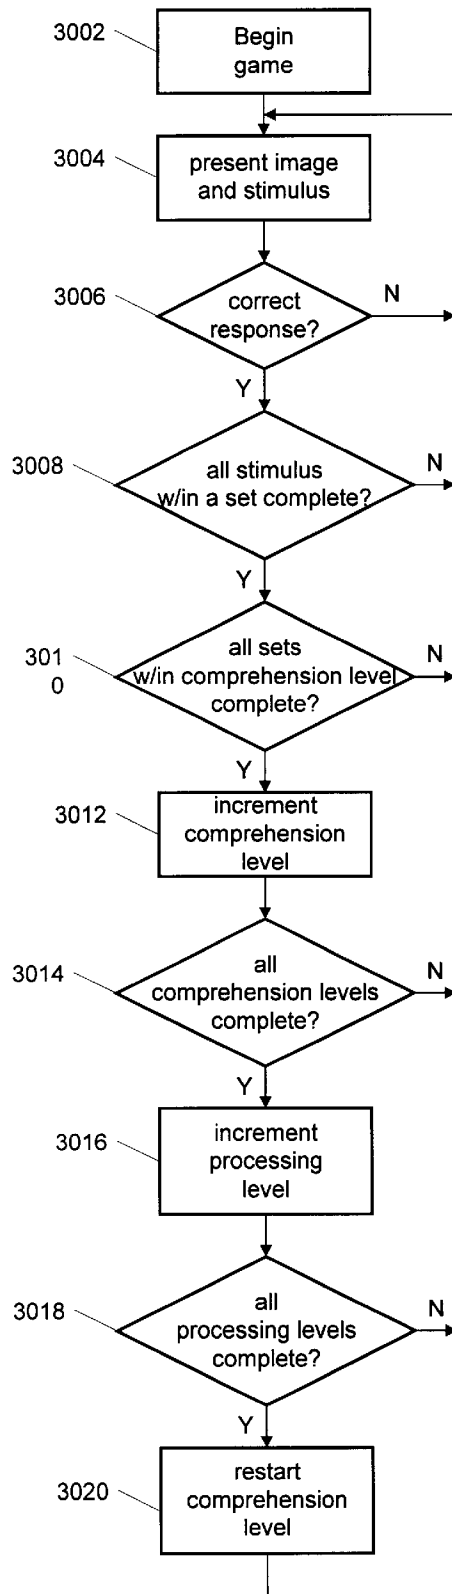 3002
Begin
game
3004
present image
and stimulus
3006
correct
response?
N
Y
3008
all stimulus
w/in a set complete?
N
Y
301
0
all sets
w/in comprehension level
complete?
N
Y
3012
increment
comprehension
level
3014
all
comprehension levels
complete?
N
Y
3016
increment
processing
level
3018
all
processing levels
complete?
N
Y
3020
restart
comprehension
level